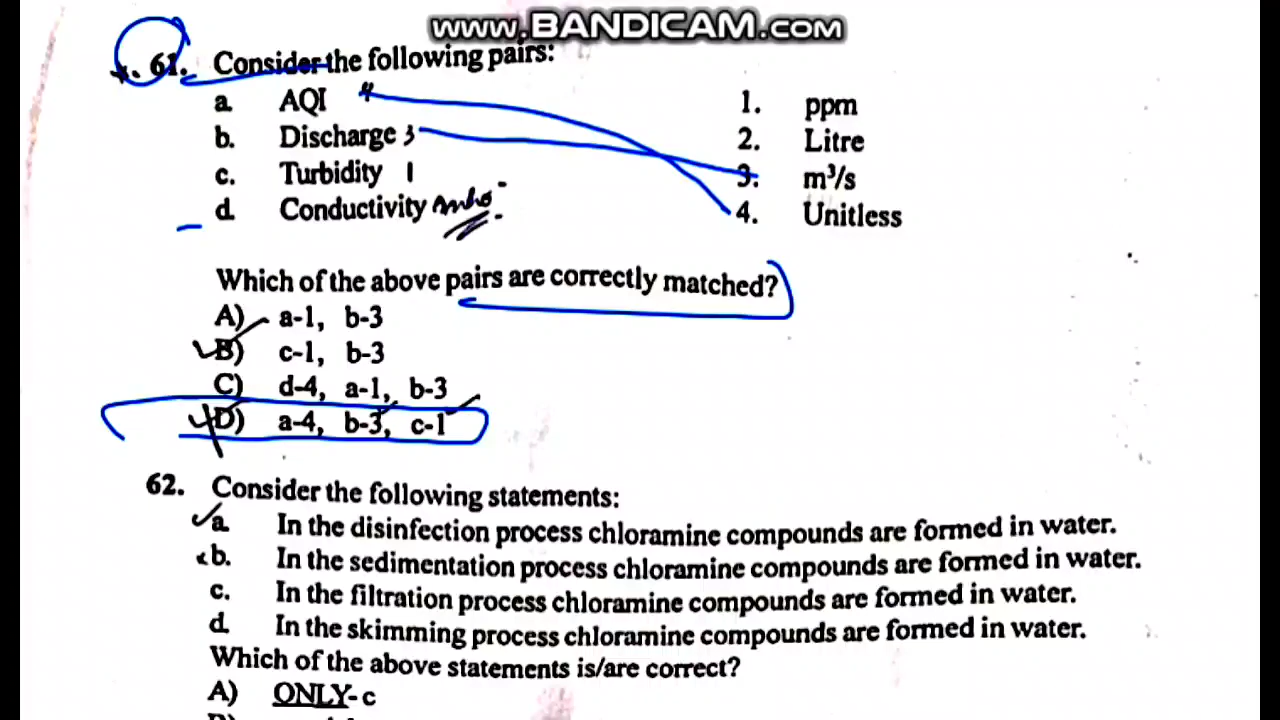 www.BANDICAM.com
61. Consider the following pairs:
a. AQI 4 1. ppm
b. Discharge 3 2. Litre
c. Turbidity 1 3. m³/s
d. Conductivity 4. Unitless
Which of the above pairs are correctly matched?
A) a-1, b-3
B) c-1, b-3
C) d-4, a-1, b-3
D) a-4, b-3, c-1
62. Consider the following statements:
a. In the disinfection process chloramine compounds are formed in water.
b. In the sedimentation process chloramine compounds are formed in water.
c. In the filtration process chloramine compounds are formed in water.
d. In the skimming process chloramine compounds are formed in water.
Which of the above statements is/are correct?
A) ONLY-c